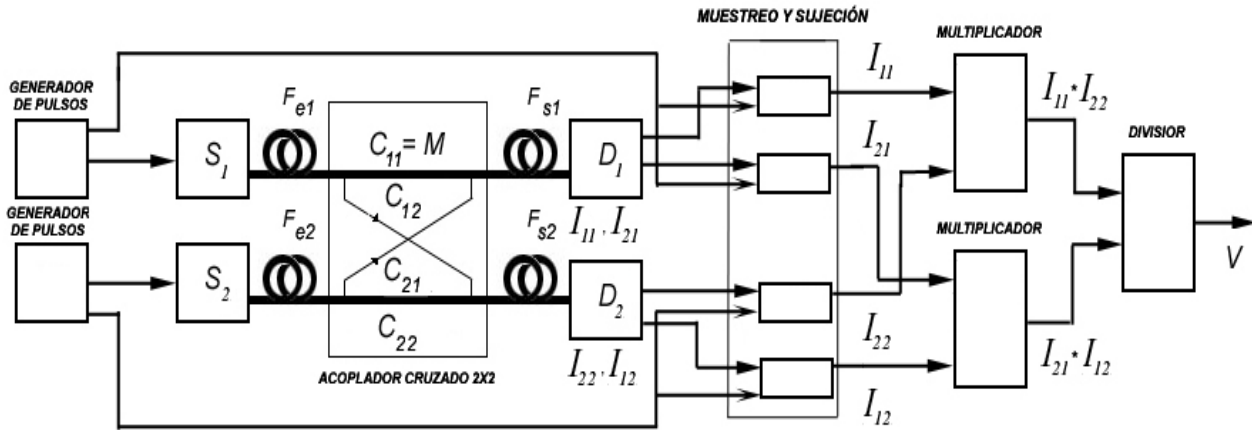 MUESTREO Y SUJECIÓN
MULTIPLICADOR
GENERADOR
DE PULSOS
F_e1
F_s1
I_11
I_11 * I_22
DIVISIOR
S_1
C_11 = M
D_1
I_21
C_12
GENERADOR
DE PULSOS
F_e2
F_s2
I_11 , I_21
MULTIPLICADOR
C_21
V
S_2
D_2
C_22
I_22
I_22 , I_12
I_21 * I_12
ACOPLADOR CRUZADO 2X2
I_12